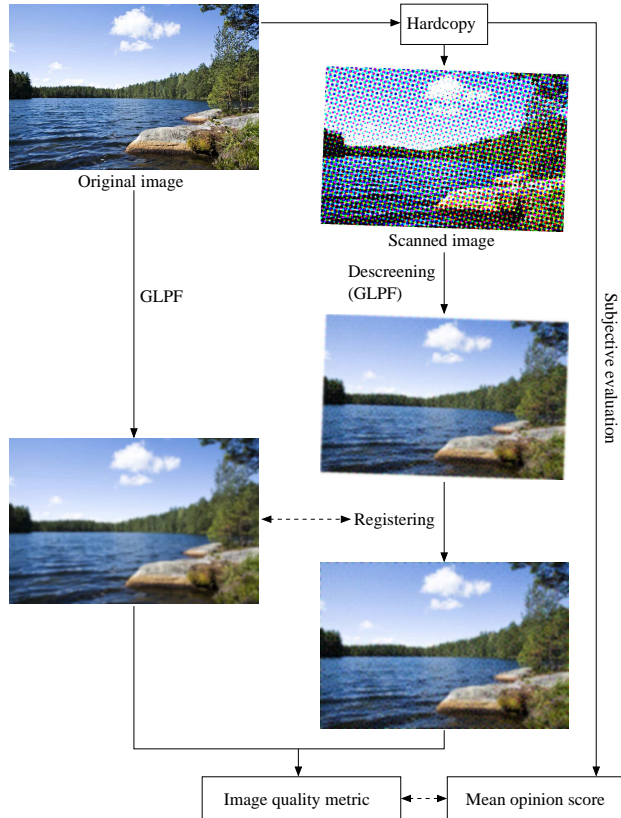 Hardcopy
Original image
Scanned image
Descreening
(GLPF)
GLPF
Subjective evaluation
Registering
Image quality metric
Mean opinion score